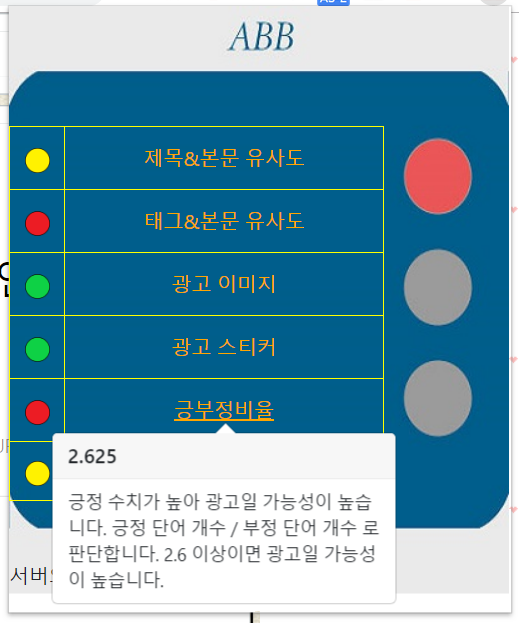 ABB
제목&본문 유사도
태그&본문 유사도
광고 이미지
광고 스티커
긍부정비율
2.625
긍정 수치가 높아 광고일 가능성이 높습
니다. 긍정 단어 개수 / 부정 단어 개수 로
판단합니다. 2.6 이상이면 광고일 가능성
이 높습니다.
서버